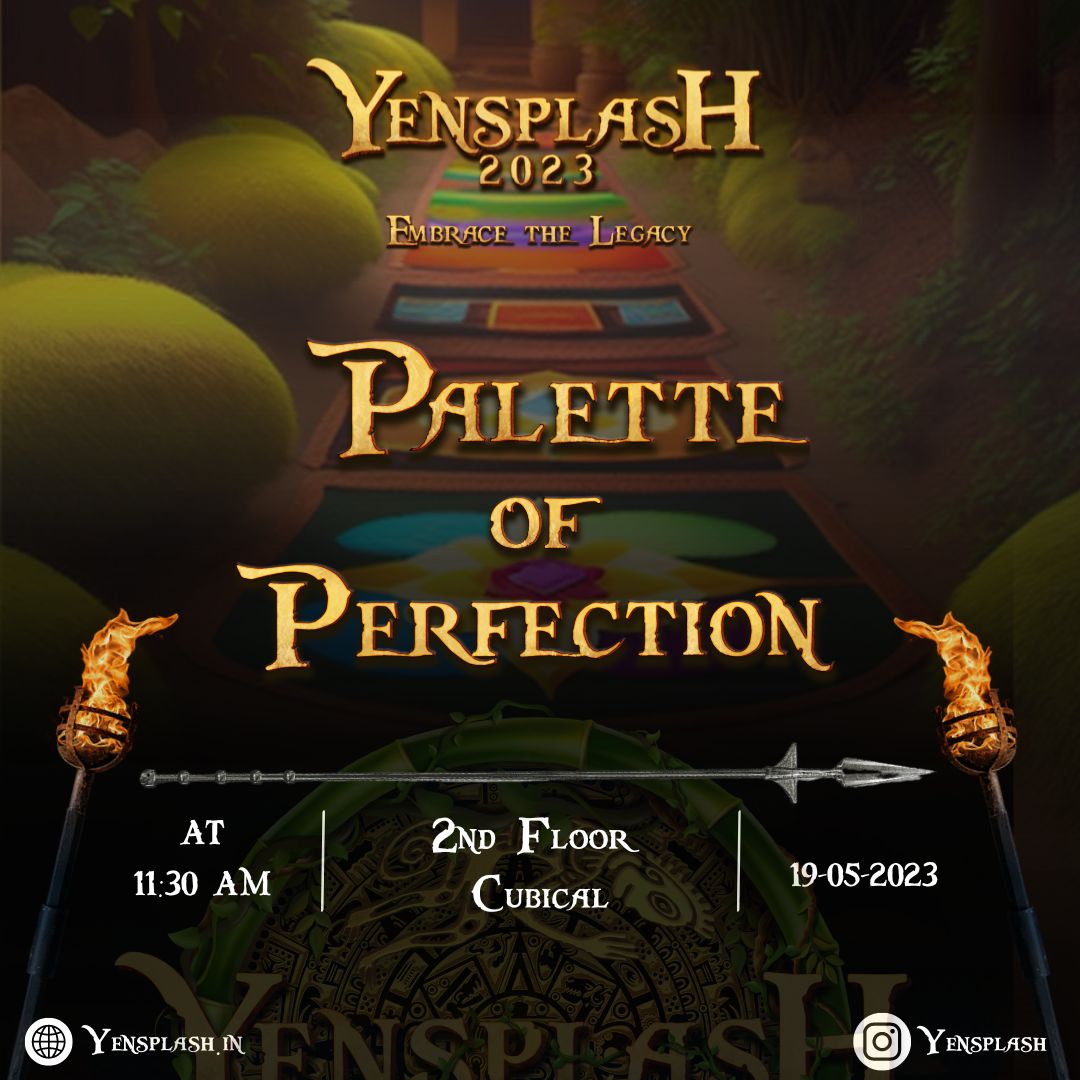 Yensplash
2023
Embrace the Legacy
Palette
of
Perfection
At
11:30 AM
2nd Floor
Cubical
19-05-2023
Yensplash
Yensplash.in
Yensplash